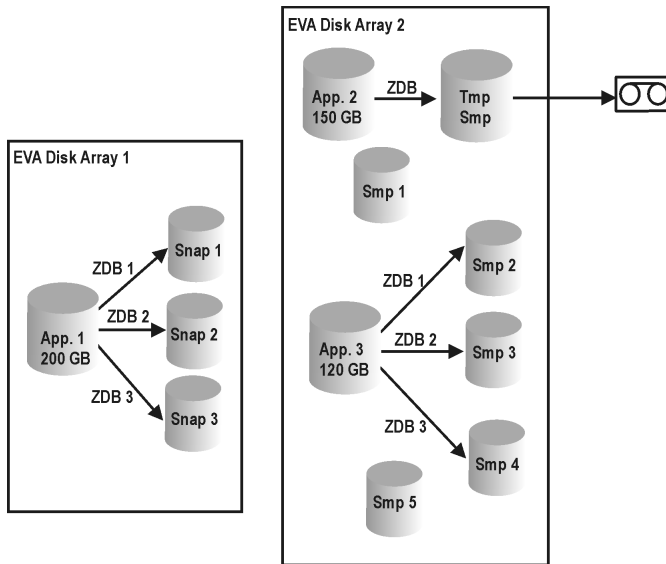 EVA Disk Array 2
App. 2
150 GB
ZDB
Tmp
Smp
Smp 1
EVA Disk Array 1
Snap 1
ZDB 1
App. 1
200 GB
ZDB 2
Snap 2
ZDB 3
Snap 3
ZDB 1
Smp 2
App. 3
120 GB
ZDB 2
Smp 3
ZDB 3
Smp 4
Smp 5